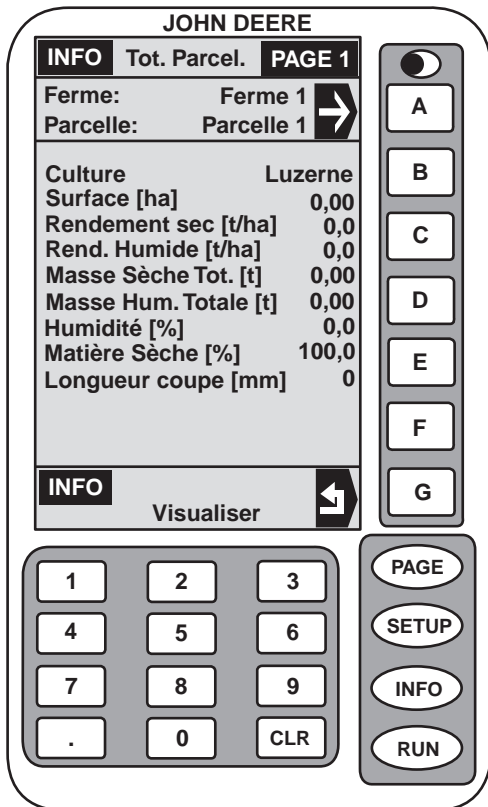 JOHN DEERE
INFO Tot. Parcel. PAGE 1
Ferme: Ferme 1
Parcelle: Parcelle 1
A
Culture Luzerne
B
Surface [ha] 0,00
Rendement sec [t/ha] 0,0
C
Rend. Humide [t/ha] 0,0
Masse Sèche Tot. [t] 0,00
Masse Hum. Totale [t] 0,00
D
Humidité [%] 0,0
Matière Sèche [%] 100,0
E
Longueur coupe [mm] 0
F
INFO
G
Visualiser
1 2 3
PAGE
4 5 6
SETUP
7 8 9
INFO
. 0 CLR
RUN